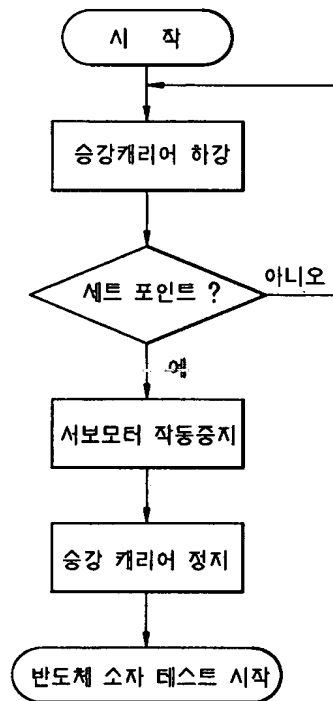 시 작
승강캐리어 하강
세트 포인트 ?
아니오
예
서보모터 작동중지
승강 캐리어 정지
반도체 소자 테스트 시작